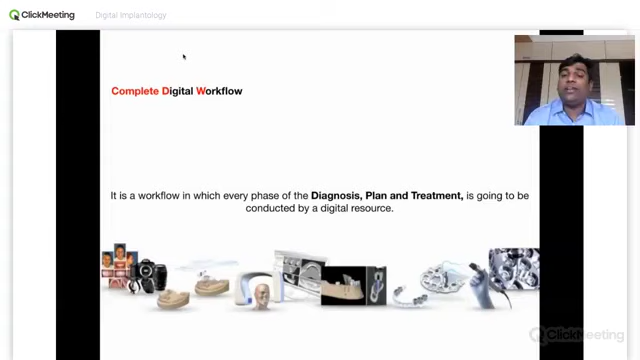 ClickMeeting
Digital Implantology
Complete Digital Workflow
It is a workflow in which every phase of the Diagnosis, Plan and Treatment, is going to be
conducted by a digital resource.
ClickMeeting